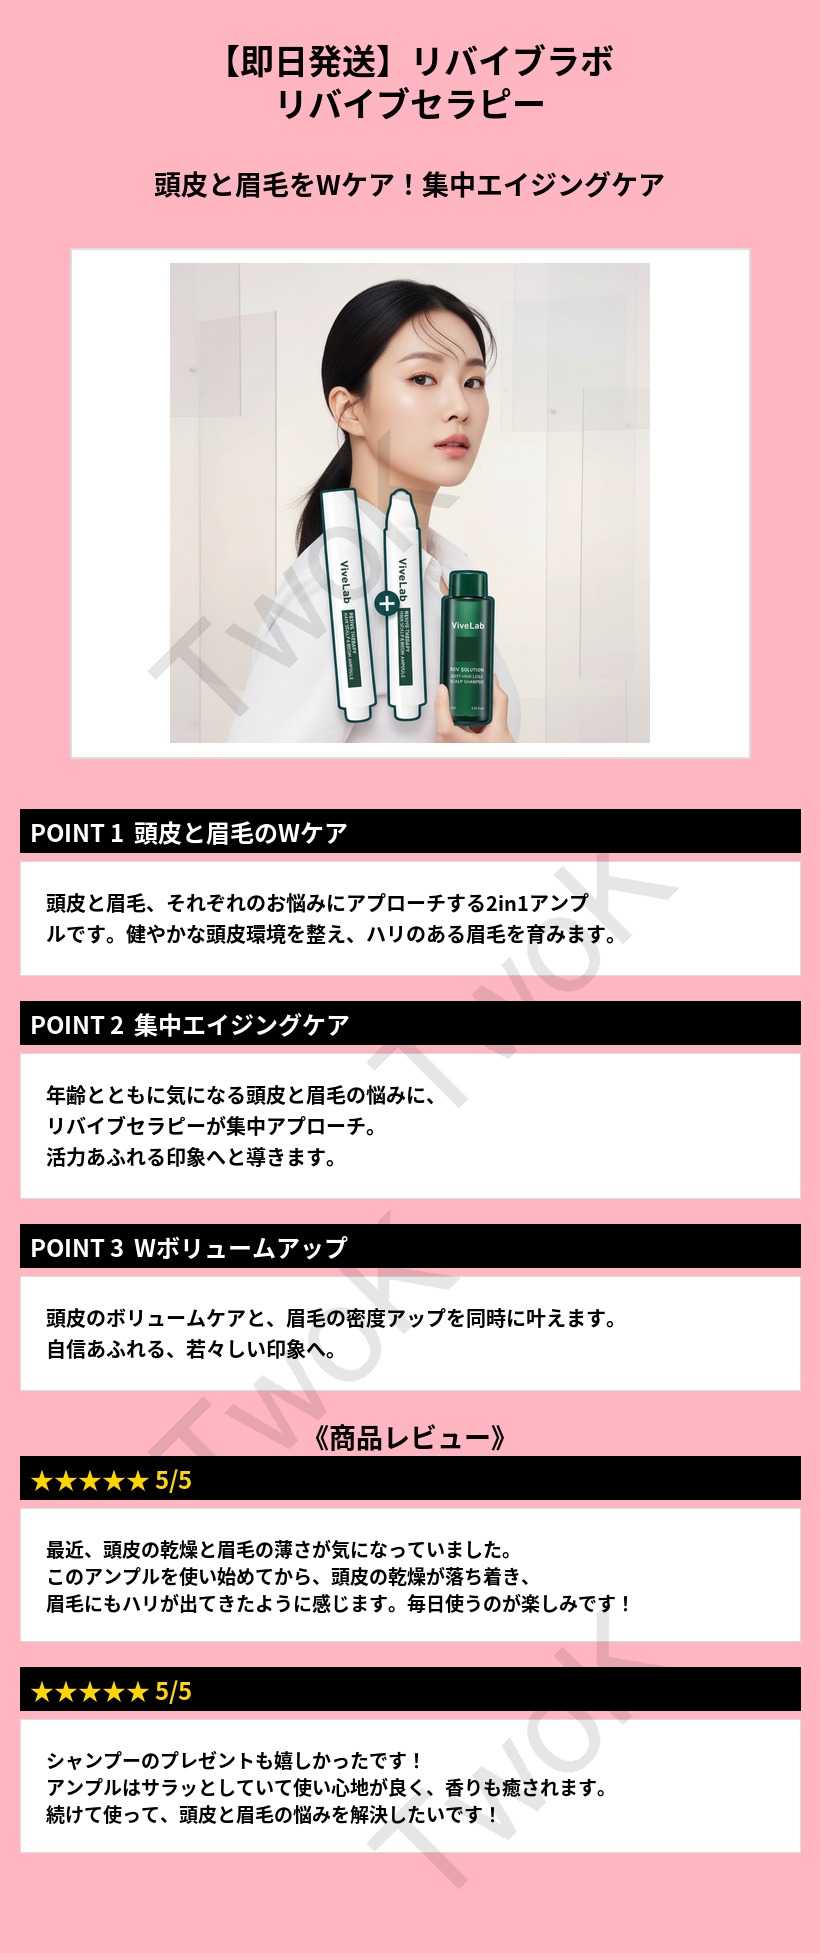 【即日発送】リバイブラボ
リバイブセラピー
頭皮と眉毛をWケア！集中エイジングケア
ViveLab
REVIVE THERAPY
HAIR SCALP & BROW AMPOULE
+
ViveLab
REVIVE THERAPY
HAIR SCALP & BROW AMPOULE
ViveLab
REV SOLUTION
ANTI-HAIR LOSS
SCALP SHAMPOO
TwoK
POINT 1 頭皮と眉毛のWケア
頭皮と眉毛、それぞれのお悩みにアプローチする2in1アンプ
ルです。健やかな頭皮環境を整え、ハリのある眉毛を育みます。
TwoK
POINT 2 集中エイジングケア
年齢とともに気になる頭皮と眉毛の悩みに、
リバイブセラピーが集中アプローチ。
活力あふれる印象へと導きます。
POINT 3 Wボリュームアップ
頭皮のボリュームケアと、眉毛の密度アップを同時に叶えます。
自信あふれる、若々しい印象へ。
TwoK
《商品レビュー》
★★★★★ 5/5
最近、頭皮の乾燥と眉毛の薄さが気になっていました。
このアンプルを使い始めてから、頭皮の乾燥が落ち着き、
眉毛にもハリが出てきたように感じます。毎日使うのが楽しみです！
★★★★★ 5/5
シャンプーのプレゼントも嬉しかったです！
アンプルはサラッとしていて使い心地が良く、香りも癒されます。
続けて使って、頭皮と眉毛の悩みを解決したいです！
TwoK